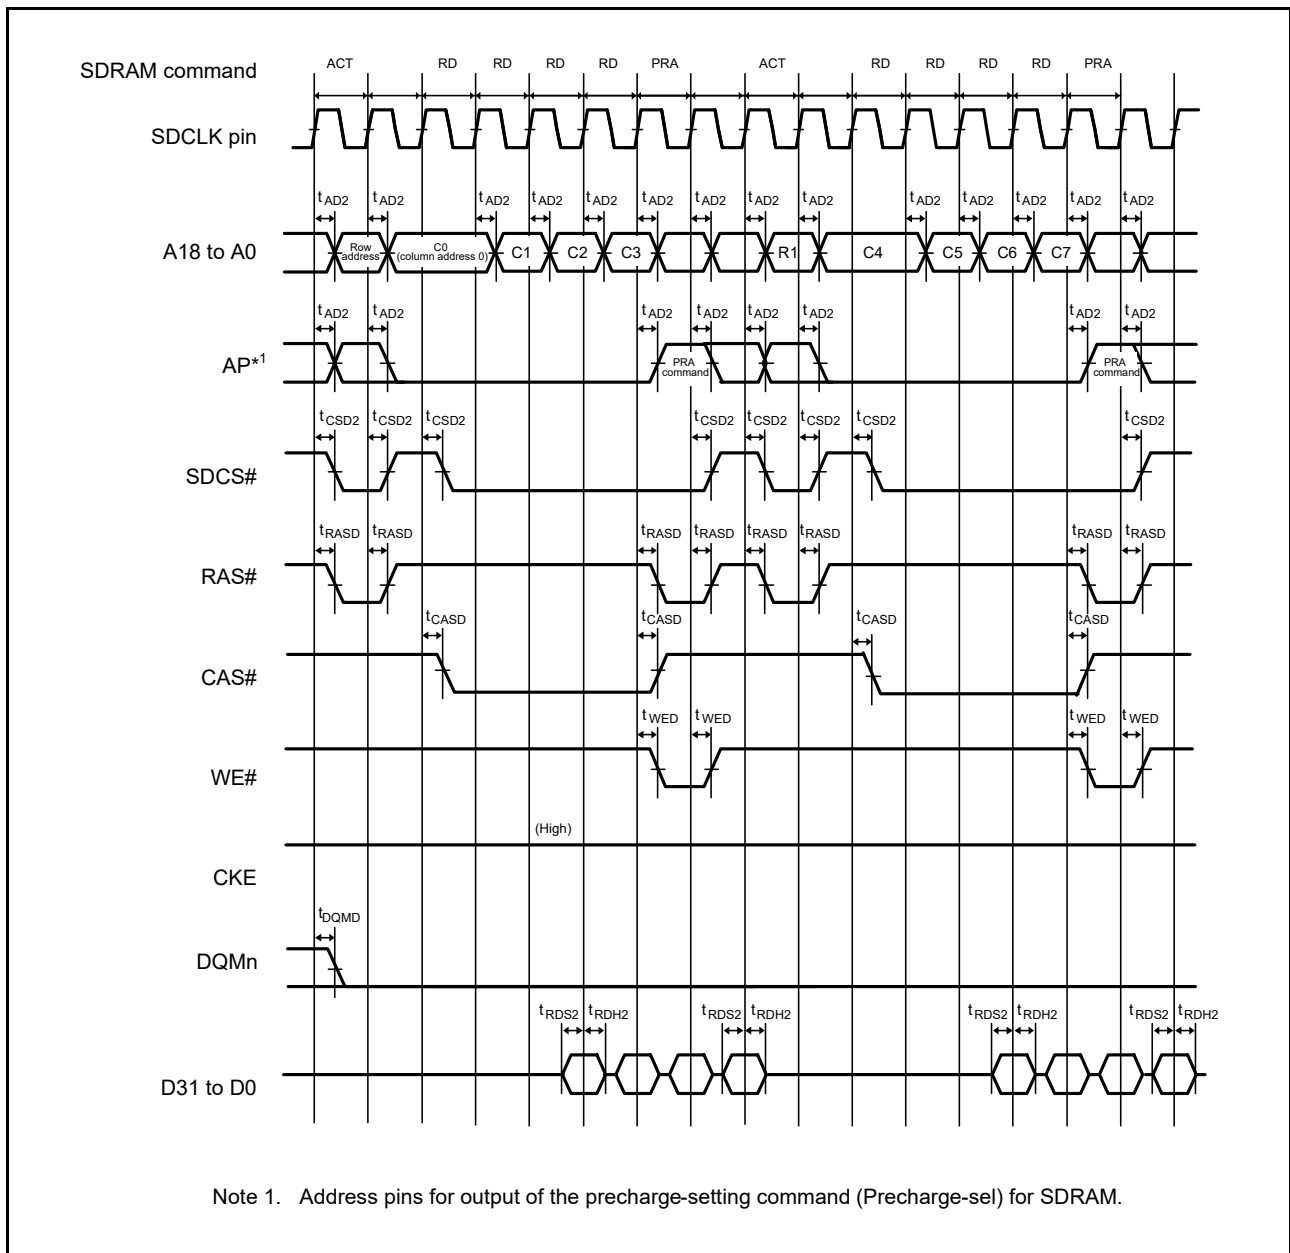 SDRAM command ACT RD RD RD RD PRA ACT RD RD RD RD PRA
SDCLK pin
tAD2 tAD2 tAD2 tAD2 tAD2 tAD2 tAD2 tAD2 tAD2 tAD2 tAD2 tAD2 tAD2 tAD2
A18 to A0 Row address C0 (column address 0) C1 C2 C3 R1 C4 C5 C6 C7
tAD2 tAD2 tAD2 tAD2 tAD2 tAD2 tAD2 tAD2
AP*1 PRA command PRA command
tCSD2 tCSD2 tCSD2 tCSD2 tCSD2 tCSD2 tCSD2 tCSD2
SDCS#
tRASD tRASD tRASD tRASD tRASD tRASD tRASD tRASD
RAS#
tCASD tCASD tCASD tCASD
CAS#
tWED tWED tWED tWED
WE#
(High)
CKE
tDQMD
DQMn
tRDS2 tRDH2 tRDS2 tRDH2 tRDS2 tRDH2 tRDS2 tRDH2
D31 to D0
Note 1. Address pins for output of the precharge-setting command (Precharge-sel) for SDRAM.